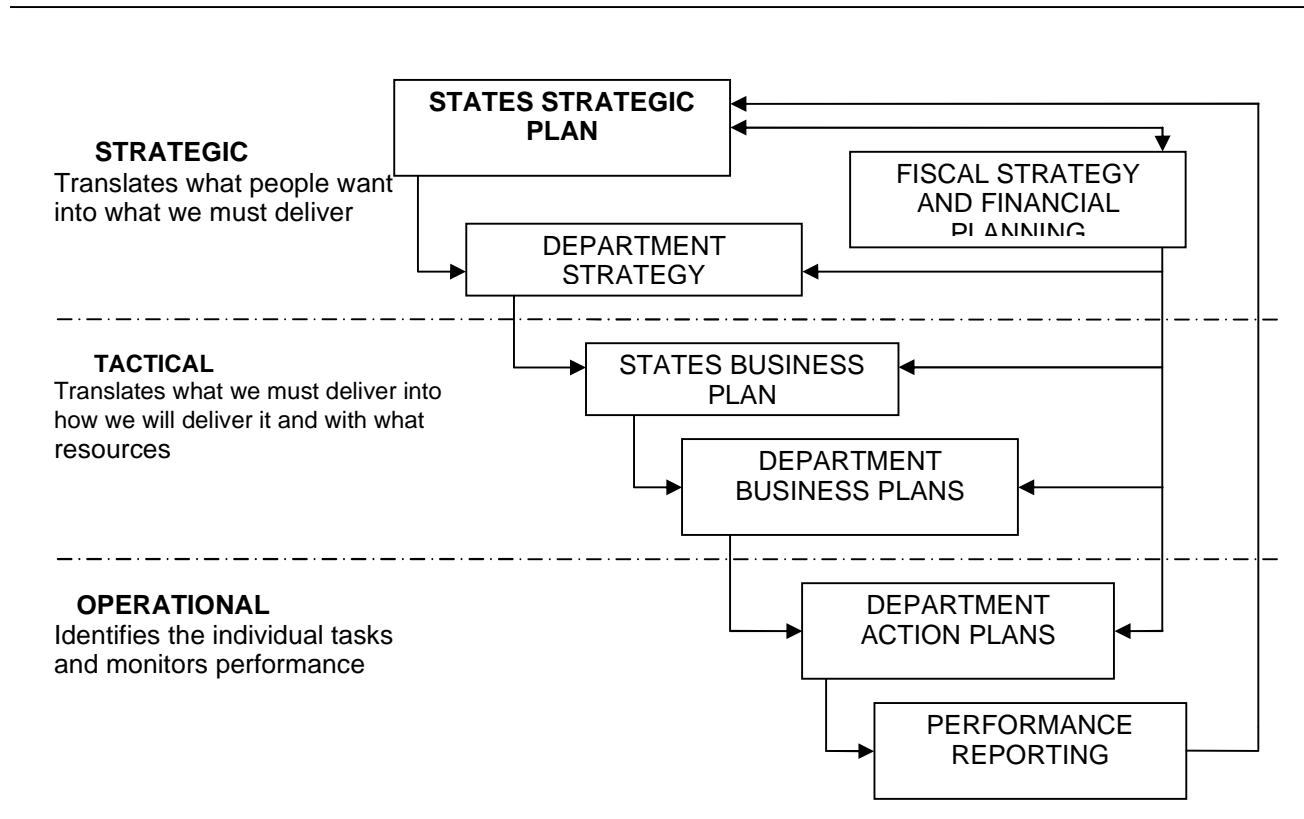 STATES STRATEGIC
PLAN
STRATEGIC
Translates what people want
into what we must deliver
FISCAL STRATEGY
AND FINANCIAL
PLANNING
DEPARTMENT
STRATEGY
TACTICAL
Translates what we must deliver into
how we will deliver it and with what
resources
STATES BUSINESS
PLAN
DEPARTMENT
BUSINESS PLANS
OPERATIONAL
Identifies the individual tasks
and monitors performance
DEPARTMENT
ACTION PLANS
PERFORMANCE
REPORTING